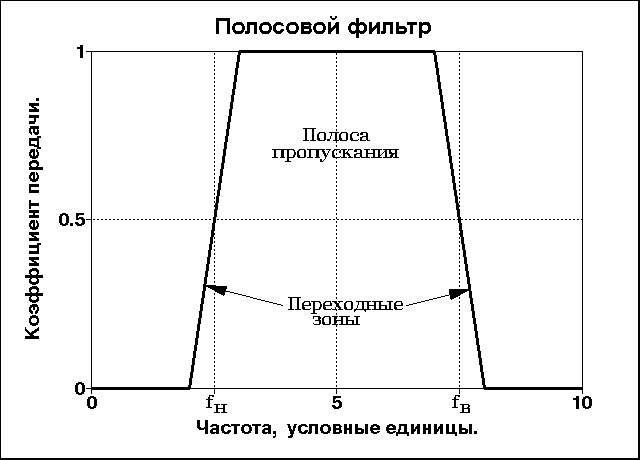 Полосовой фильтр
Коэффициент передачи.
1
0.5
0
Полоса
пропускания
Переходные
зоны
0
fн
5
fв
10
Частота, условные единицы.